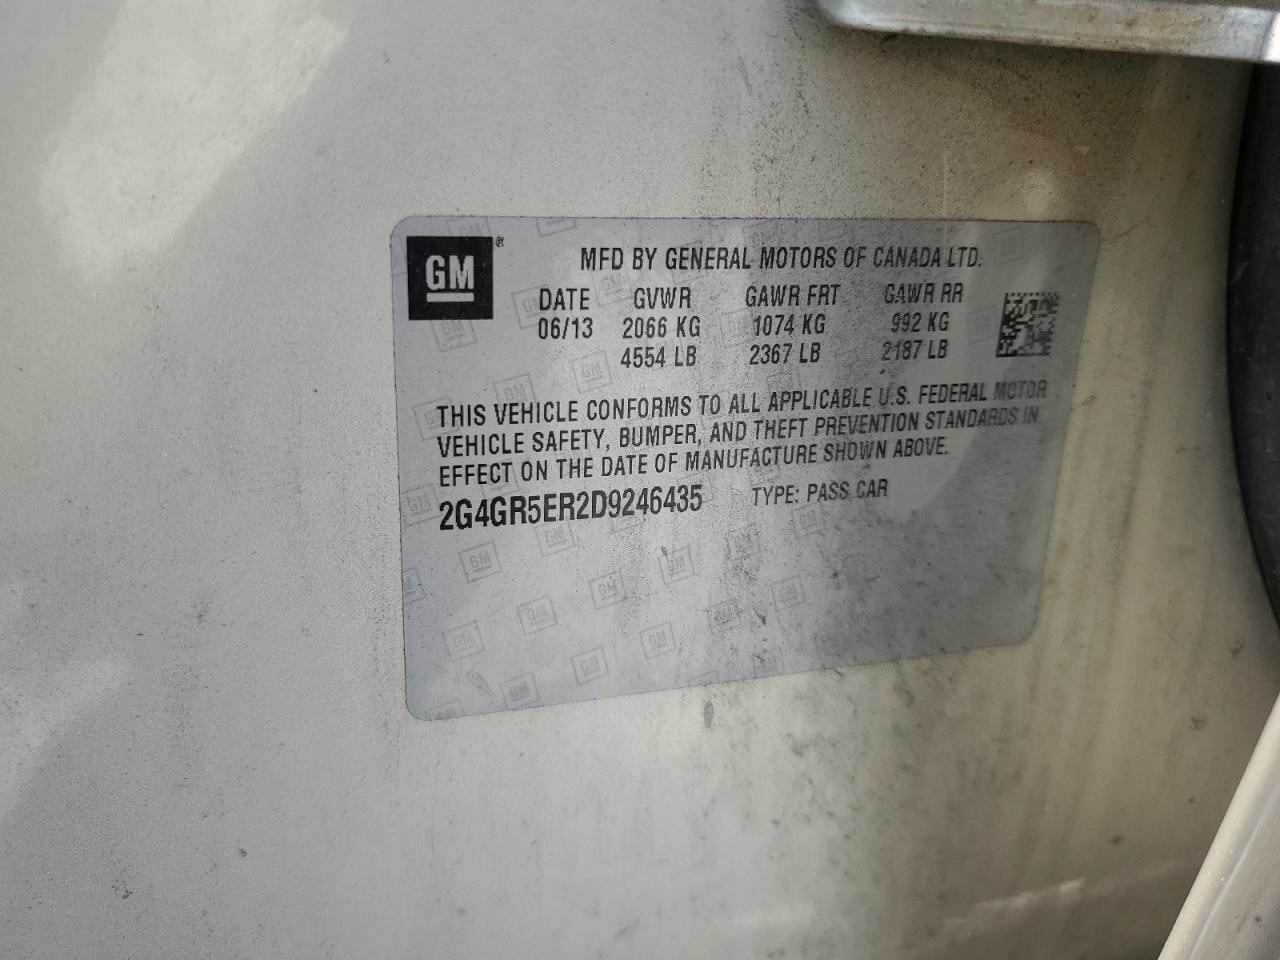 GM®
MFD BY GENERAL MOTORS OF CANADA LTD.
DATE GVWR GAWR FRT GAWR RR
06/13 2066 KG 1074 KG 992 KG
4554 LB 2367 LB 2187 LB
THIS VEHICLE CONFORMS TO ALL APPLICABLE U.S. FEDERAL MOTOR
VEHICLE SAFETY, BUMPER, AND THEFT PREVENTION STANDARDS IN
EFFECT ON THE DATE OF MANUFACTURE SHOWN ABOVE.
2G4GR5ER2D9246435 TYPE: PASS CAR